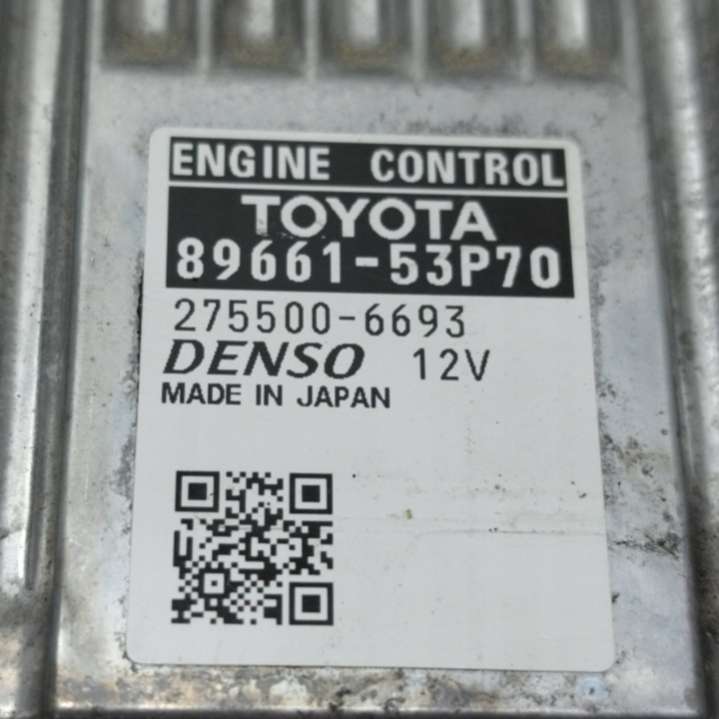 ENGINE CONTROL
TOYOTA
89661-53P70
275500-6693
DENSO 12V
MADE IN JAPAN